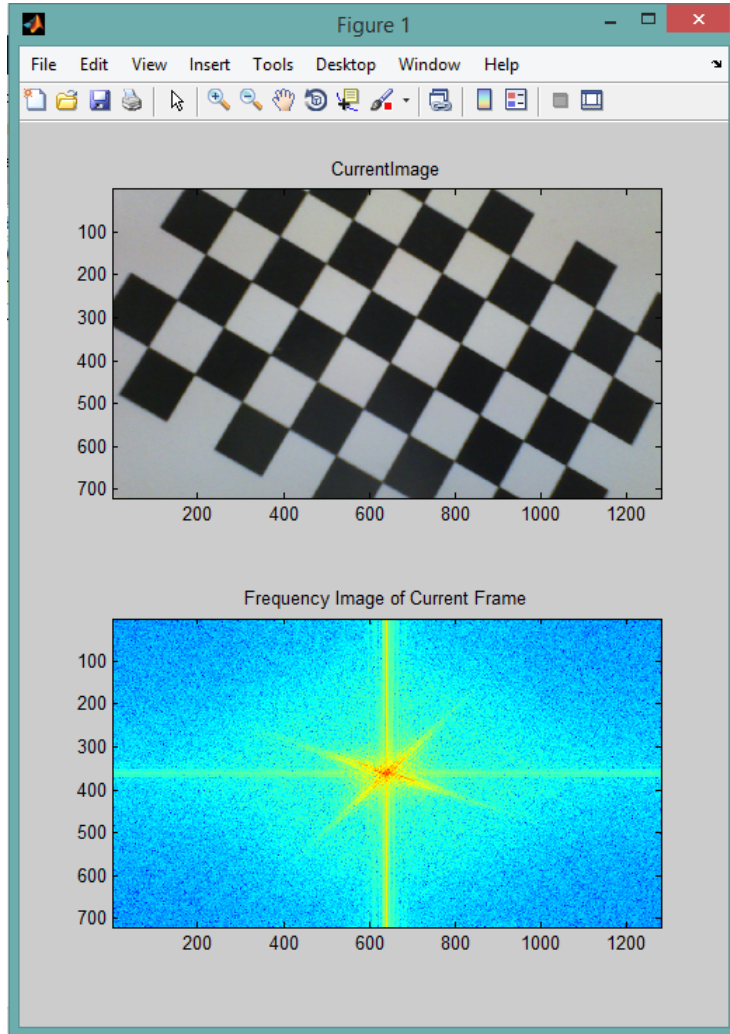 Figure 1
File Edit View Insert Tools Desktop Window Help
CurrentImage
100
200
300
400
500
600
700
200 400 600 800 1000 1200
Frequency Image of Current Frame
100
200
300
400
500
600
700
200 400 600 800 1000 1200